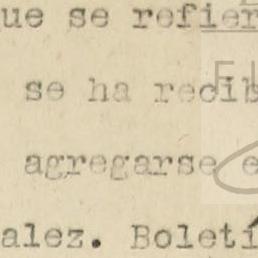 ue se refier
se ha recib
agregarse e
alez. Boletí